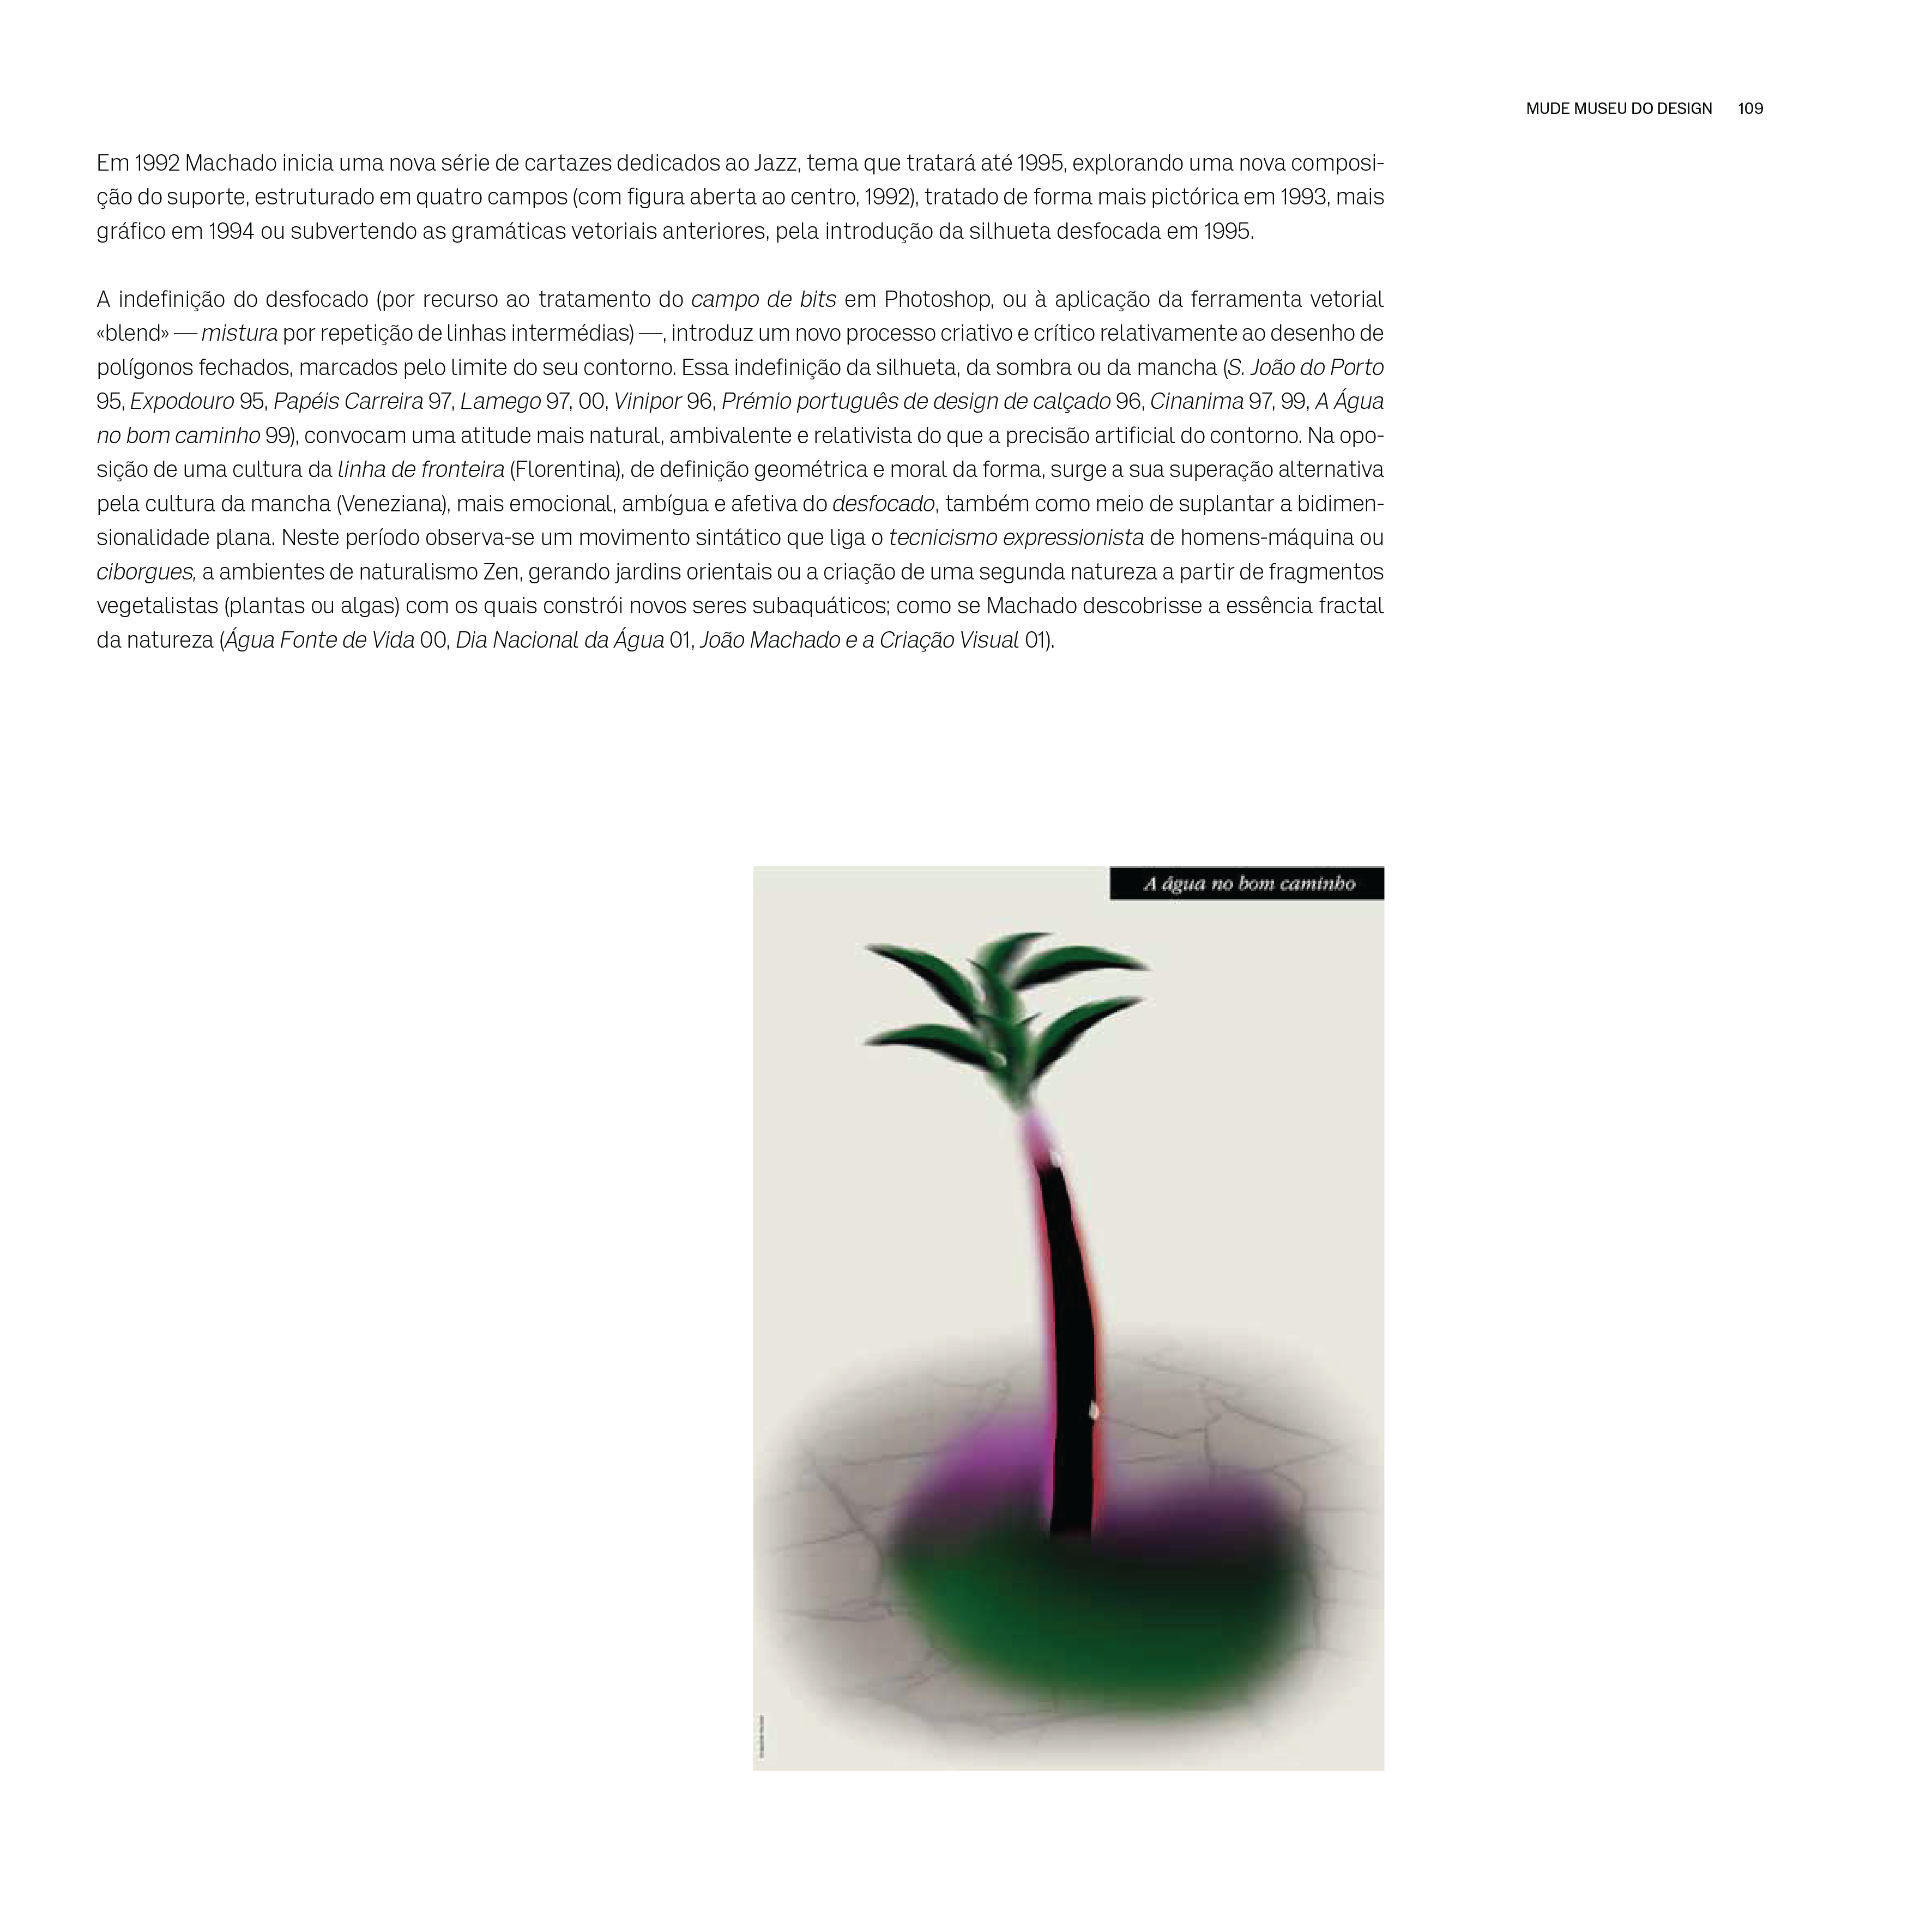 MUDE MUSEU DO DESIGN 109
Em 1992 Machado inicia uma nova série de cartazes dedicados ao Jazz, tema que tratará até 1995, explorando uma nova composi-
ção do suporte, estruturado em quatro campos (com figura aberta ao centro, 1992), tratado de forma mais pictórica em 1993, mais
gráfico em 1994 ou subvertendo as gramáticas vetoriais anteriores, pela introdução da silhueta desfocada em 1995.
A indefinição do desfocado (por recurso ao tratamento do campo de bits em Photoshop, ou à aplicação da ferramenta vetorial
«blend» — mistura por repetição de linhas intermédias) —, introduz um novo processo criativo e crítico relativamente ao desenho de
polígonos fechados, marcados pelo limite do seu contorno. Essa indefinição da silhueta, da sombra ou da mancha (S. João do Porto
95, Expodouro 95, Papéis Carreira 97, Lamego 97, 00, Vinipor 96, Prémio português de design de calçado 96, Cinanima 97, 99, A Água
no bom caminho 99), convocam uma atitude mais natural, ambivalente e relativista do que a precisão artificial do contorno. Na opo-
sição de uma cultura da linha de fronteira (Florentina), de definição geométrica e moral da forma, surge a sua superação alternativa
pela cultura da mancha (Veneziana), mais emocional, ambígua e afetiva do desfocado, também como meio de suplantar a bidimen-
sionalidade plana. Neste período observa-se um movimento sintático que liga o tecnicismo expressionista de homens-máquina ou
ciborgues, a ambientes de naturalismo Zen, gerando jardins orientais ou a criação de uma segunda natureza a partir de fragmentos
vegetalistas (plantas ou algas) com os quais constrói novos seres subaquáticos; como se Machado descobrisse a essência fractal
da natureza (Água Fonte de Vida 00, Dia Nacional da Água 01, João Machado e a Criação Visual 01).
A água no bom caminho